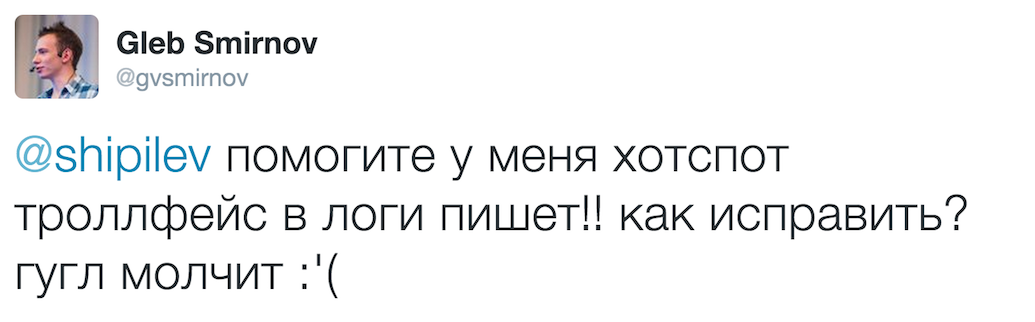 Gleb Smirnov
@gvsmirnov
@shipilev помогите у меня хотспот
троллфейс в логи пишет!! как исправить?
гугл молчит :'(